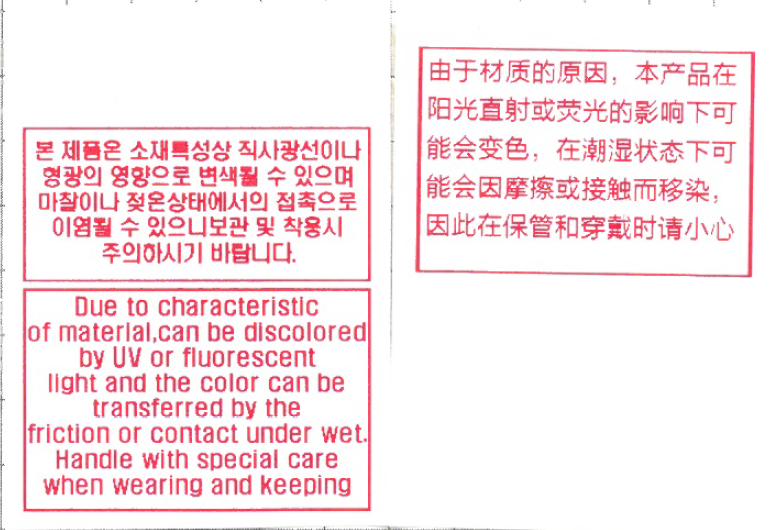 본 제품은 소재특성상 직사광선이나
형광의 영향으로 변색될 수 있으며
마찰이나 젖은상태에서의 접촉으로
이염될 수 있으니보관 및 착용시
주의하시기 바랍니다.
Due to characteristic
of material,can be discolored
by UV or fluorescent
light and the color can be
transferred by the
friction or contact under wet.
Handle with special care
when wearing and keeping
由于材质的原因，本产品在
阳光直射或荧光的影响下可
能会变色，在潮湿状态下可
能会因摩擦或接触而移染，
因此在保管和穿戴时请小心